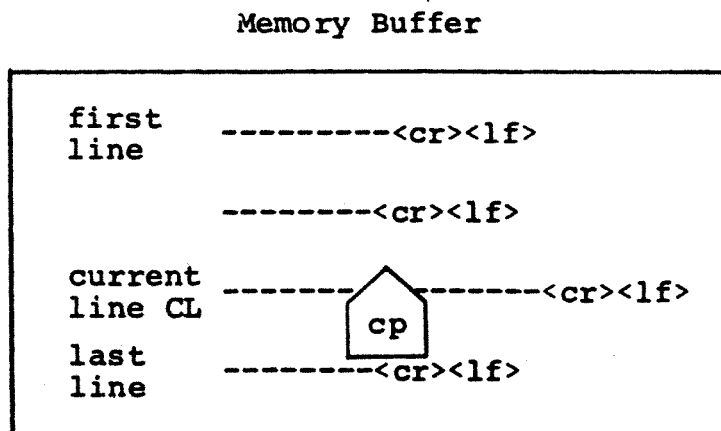 Memory Buffer
first
line ---------<cr><lf>
--------<cr><lf>
current
line CL ---------------<cr><lf>
cp
last
line --------<cr><lf>